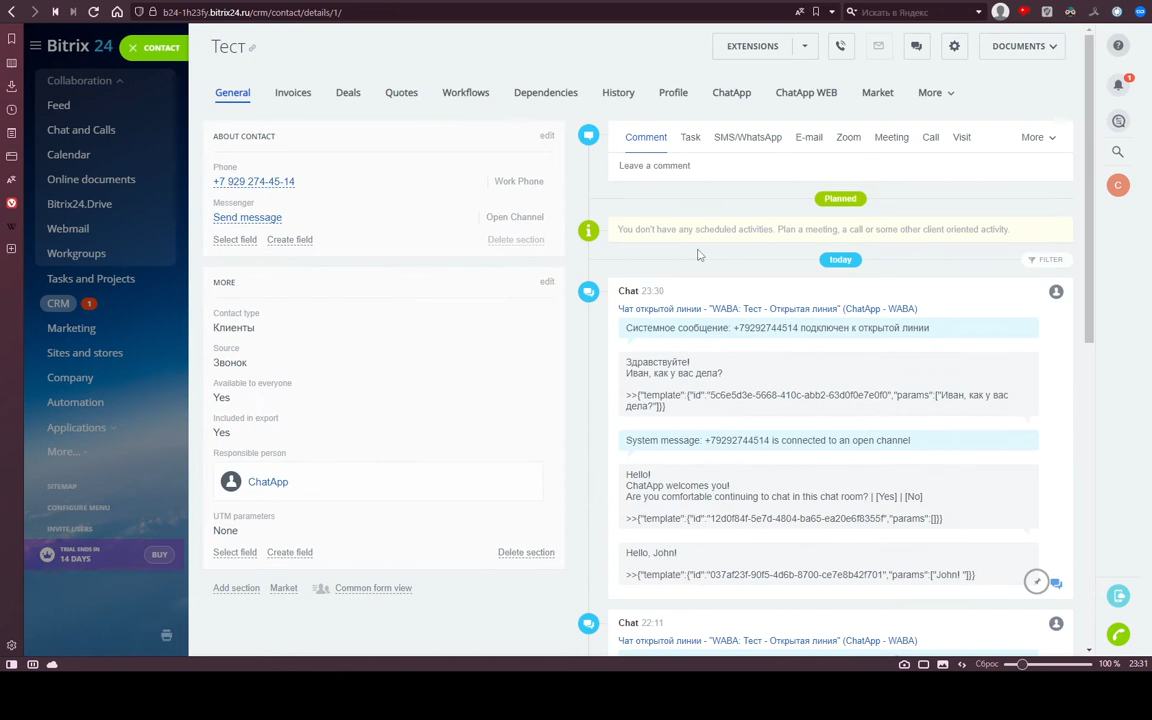 b24-1h23fy.bitrix24.ru/crm/contact/details/1/
Искать в Яндекс
Bitrix 24
CONTACT
Collaboration
Feed
Chat and Calls
Calendar
Online documents
Bitrix24.Drive
Webmail
Workgroups
Tasks and Projects
CRM 1
Marketing
Sites and stores
Company
Automation
Applications
More...
SITEMAP
CONFIGURE MENU
INVITE USERS
TRIAL ENDS IN
14 DAYS
BUY
Тест
EXTENSIONS
DOCUMENTS
General
Invoices
Deals
Quotes
Workflows
Dependencies
History
Profile
ChatApp
ChatApp WEB
Market
More
ABOUT CONTACT
edit
Phone
+7 929 274-45-14
Work Phone
Messenger
Send message
Open Channel
Select field
Create field
Delete section
MORE
edit
Contact type
Клиенты
Source
Звонок
Available to everyone
Yes
Included in export
Yes
Responsible person
ChatApp
UTM parameters
None
Select field
Create field
Delete section
Add section
Market
Common form view
Comment
Task
SMS/WhatsApp
E-mail
Zoom
Meeting
Call
Visit
More
Leave a comment
Planned
You don't have any scheduled activities. Plan a meeting, a call or some other client oriented activity.
today
FILTER
Chat 23:30
Чат открытой линии - "WABA: Тест - Открытая линия" (ChatApp - WABA)
Системное сообщение: +79292744514 подключен к открытой линии
Здравствуйте!
Иван, как у вас дела?
>>{"template":{"id":"5c6e5d3e-5668-410c-abb2-63d0f0e7e0f0","params":["Иван, как у вас
дела?"]}}
System message: +79292744514 is connected to an open channel
Hello!
ChatApp welcomes you!
Are you comfortable continuing to chat in this chat room? | [Yes] | [No]
>>{"template":{"id":"12d0f84f-5e7d-4804-ba65-ea20e6f8355f","params":[]}}
Hello, John!
>>{"template":{"id":"037af23f-90f5-4d6b-8700-ce7e8b42f701","params":["John! "]}}
Chat 22:11
Чат открытой линии - "WABA: Тест - Открытая линия" (ChatApp - WABA)
1
C
Сброс
100 %
23:31